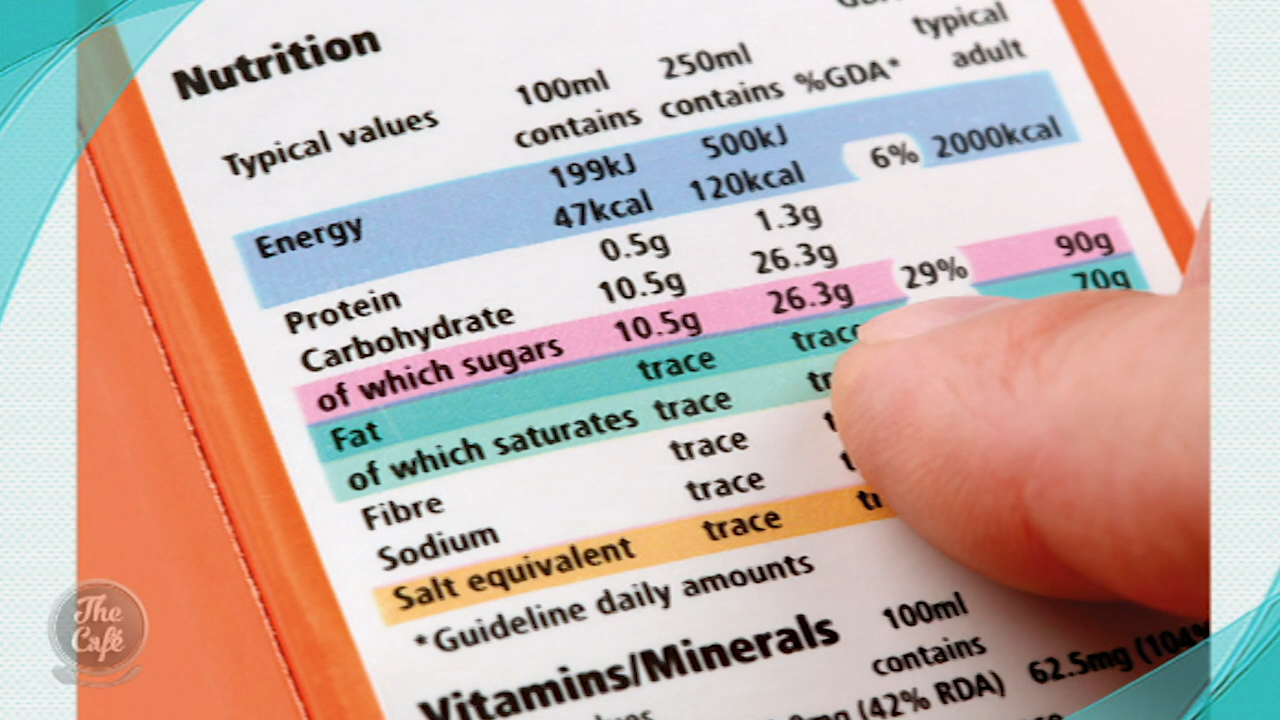 Nutrition
typical
adult
Typical values 100ml contains 250ml contains %GDA*
Energy 199kJ 47kcal 500kJ 120kcal 6% 2000kcal
Protein 0.5g 1.3g
Carbohydrate 10.5g 26.3g
of which sugars 10.5g 26.3g 29% 90g
Fat trace trace 70g
of which saturates trace
Fibre trace
Sodium trace
Salt equivalent trace
*Guideline daily amounts
Vitamins/Minerals 100ml contains
(42% RDA) 62.5mg (104%
The
Café